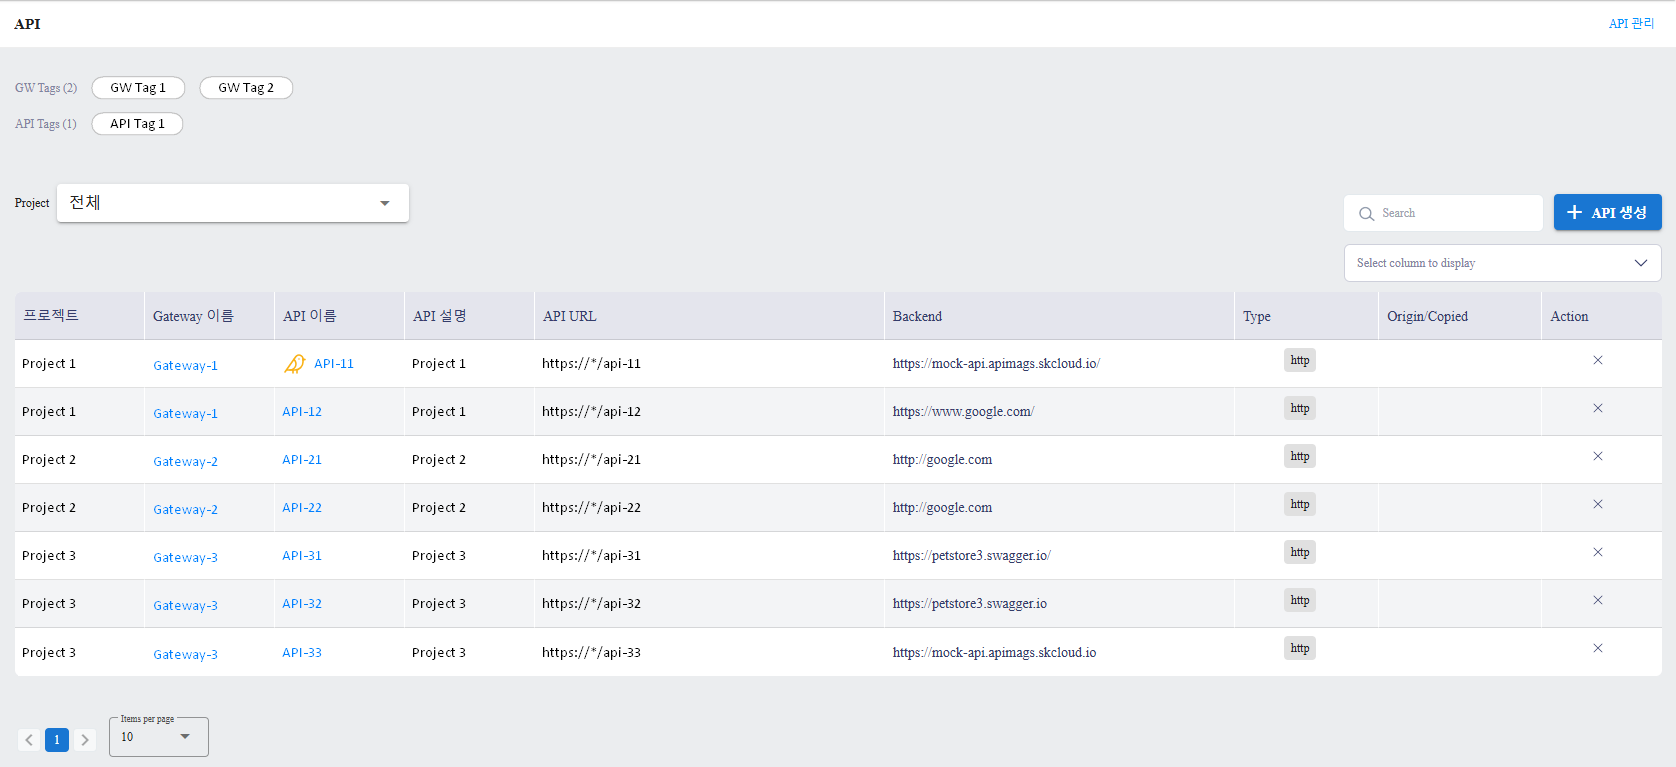 API
API 관리
GW Tags (2) GW Tag 1 GW Tag 2
API Tags (1) API Tag 1
Project 전체
Search + API 생성
Select column to display
프로젝트 Gateway 이름 API 이름 API 설명 API URL Backend Type Origin/Copied Action
Project 1 Gateway-1 API-11 Project 1 https://*/api-11 https://mock-api.apimags.skcloud.io/ http
Project 1 Gateway-1 API-12 Project 1 https://*/api-12 https://www.google.com/ http
Project 2 Gateway-2 API-21 Project 2 https://*/api-21 http://google.com http
Project 2 Gateway-2 API-22 Project 2 https://*/api-22 http://google.com http
Project 3 Gateway-3 API-31 Project 3 https://*/api-31 https://petstore3.swagger.io/ http
Project 3 Gateway-3 API-32 Project 3 https://*/api-32 https://petstore3.swagger.io http
Project 3 Gateway-3 API-33 Project 3 https://*/api-33 https://mock-api.apimags.skcloud.io http
Items per page
1 10